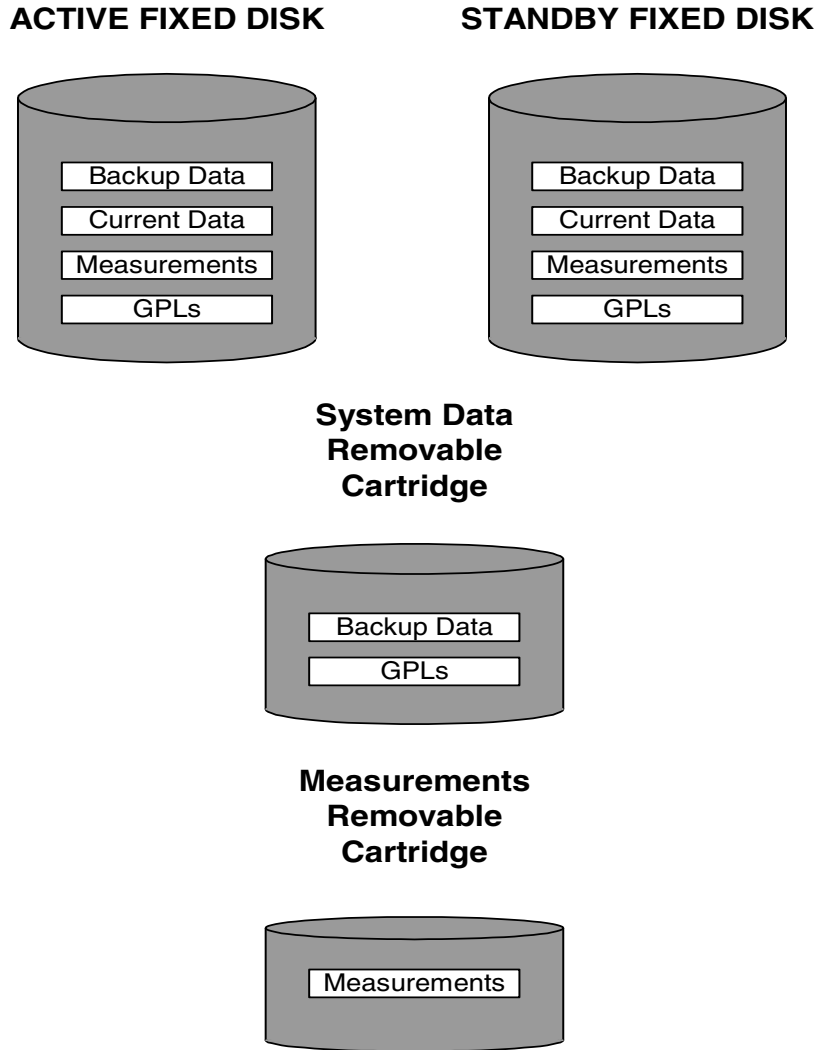 ACTIVE FIXED DISK
STANDBY FIXED DISK
Backup Data
Current Data
Measurements
GPLs
Backup Data
Current Data
Measurements
GPLs
System Data
Removable
Cartridge
Backup Data
GPLs
Measurements
Removable
Cartridge
Measurements